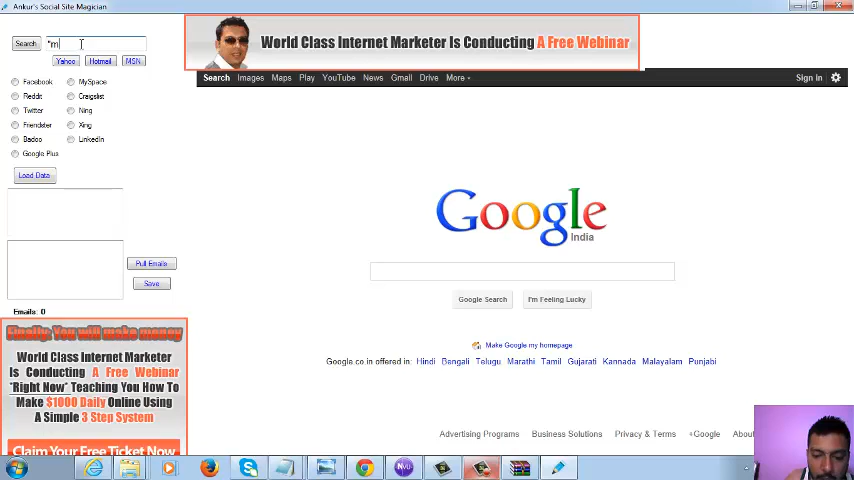 Ankur's Social Site Magician
Search "m
Yahoo Hotmail MSN
Facebook MySpace
Reddit Craigslist
Twitter Ning
Friendster Xing
Badoo LinkedIn
Google Plus
Load Data
Pull Emails
Save
Emails: 0
Finally: You will make money
World Class Internet Marketer
Is Conducting A Free Webinar
*Right Now* Teaching You How To
Make $1000 Daily Online Using
A Simple 3 Step System
Claim Your Free Ticket Now
World Class Internet Marketer Is Conducting A Free Webinar
Search Images Maps Play YouTube News Gmail Drive More Sign in
Google
India
Google Search I'm Feeling Lucky
Make Google my homepage
Google.co.in offered in: Hindi Bengali Telugu Marathi Tamil Gujarati Kannada Malayalam Punjabi
Advertising Programs Business Solutions Privacy & Terms +Google About